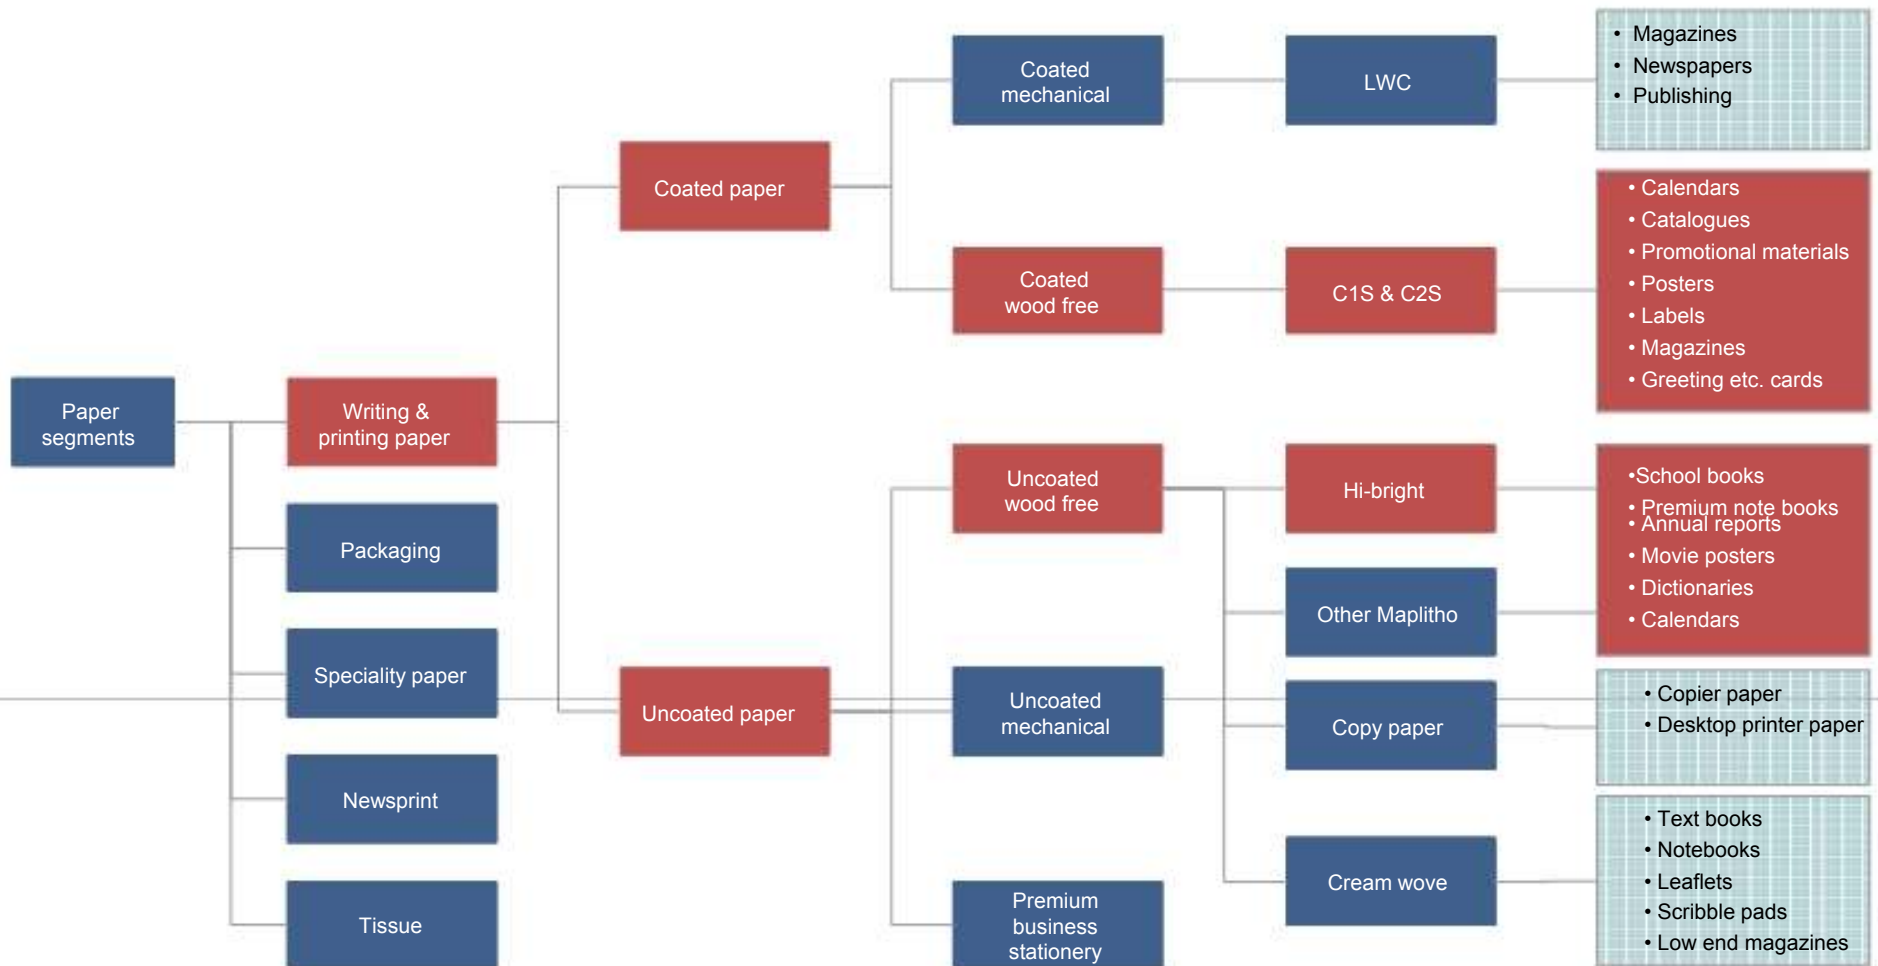 Paper
segments
Writing &
printing paper
Packaging
Speciality paper
Newsprint
Tissue
Coated paper
Uncoated paper
Coated
mechanical
Coated
wood free
Uncoated
wood free
Uncoated
mechanical
Premium
business
stationery
LWC
C1S & C2S
Hi-bright
Other Maplitho
Copy paper
Cream wove
• Magazines
• Newspapers
• Publishing
• Calendars
• Catalogues
• Promotional materials
• Posters
• Labels
• Magazines
• Greeting etc. cards
•School books
• Premium note books
• Annual reports
• Movie posters
• Dictionaries
• Calendars
• Copier paper
• Desktop printer paper
• Text books
• Notebooks
• Leaflets
• Scribble pads
• Low end magazines